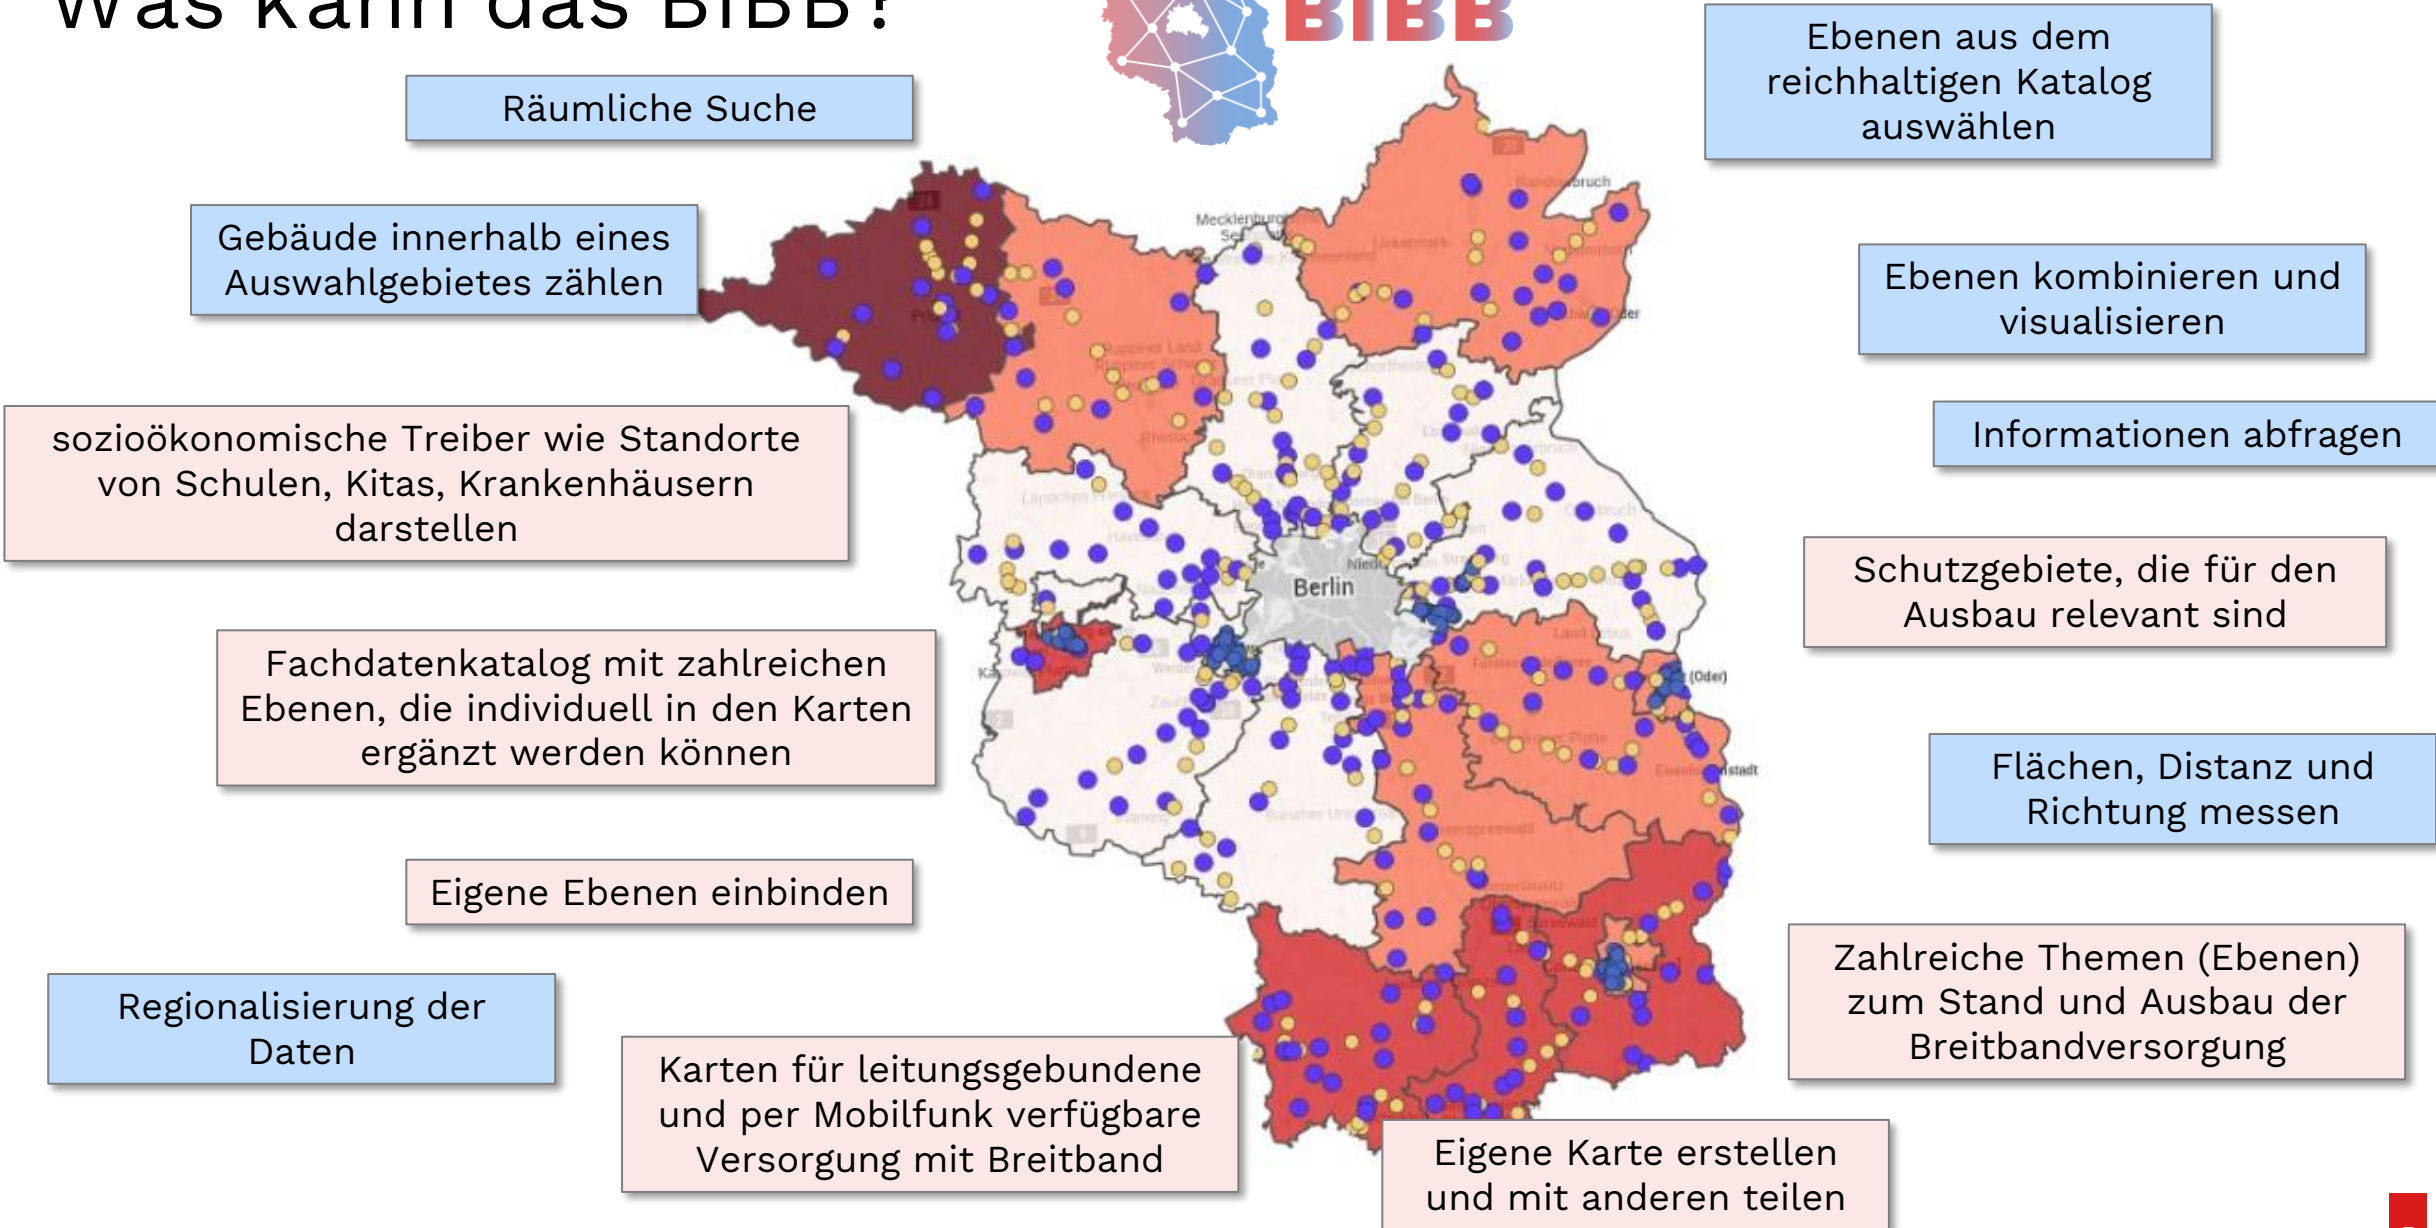 Was kann das BIBB?
BIBB
Räumliche Suche
Ebenen aus dem
reichhaltigen Katalog
auswählen
Gebäude innerhalb eines
Auswahlgebietes zählen
Ebenen kombinieren und
visualisieren
sozioökonomische Treiber wie Standorte
von Schulen, Kitas, Krankenhäusern
darstellen
Informationen abfragen
Berlin
Schutzgebiete, die für den
Ausbau relevant sind
Fachdatenkatalog mit zahlreichen
Ebenen, die individuell in den Karten
ergänzt werden können
(Oder)
Flächen, Distanz und
Richtung messen
Eigene Ebenen einbinden
Zahlreiche Themen (Ebenen)
zum Stand und Ausbau der
Breitbandversorgung
Regionalisierung der
Daten
Karten für leitungsgebundene
und per Mobilfunk verfügbare
Versorgung mit Breitband
Eigene Karte erstellen
und mit anderen teilen